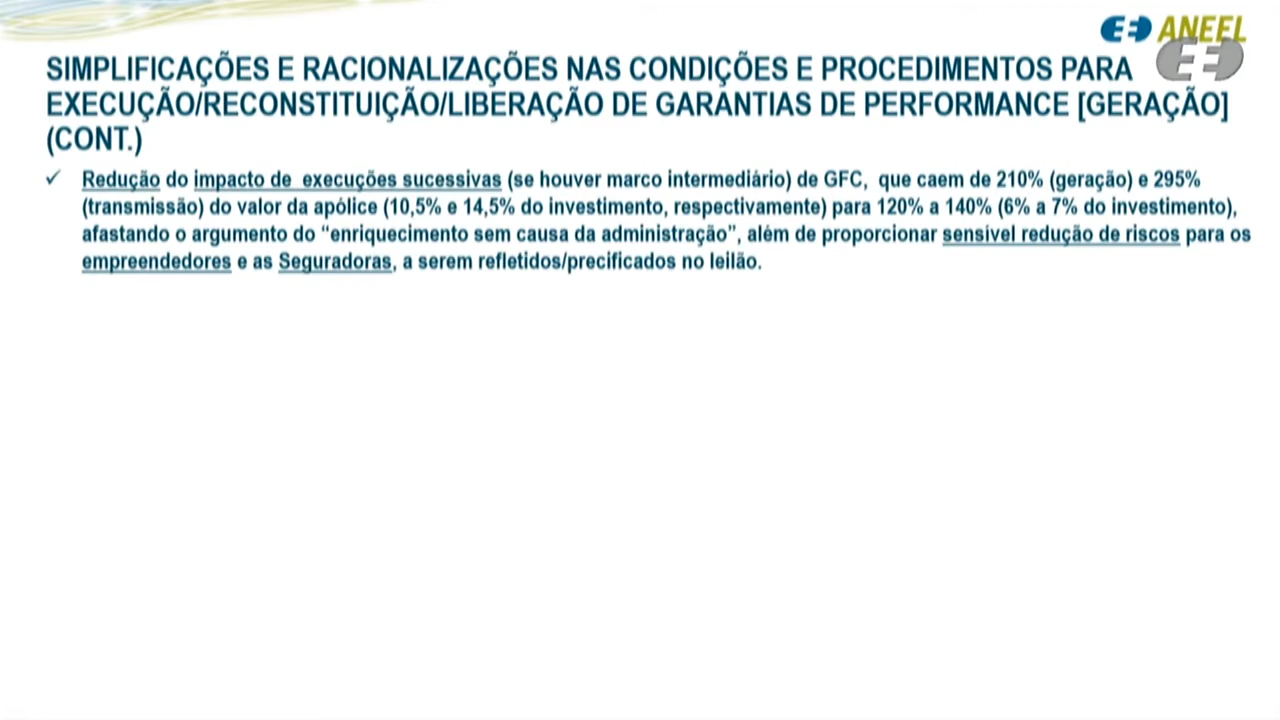 ANEEL
SIMPLIFICAÇÕES E RACIONALIZAÇÕES NAS CONDIÇÕES E PROCEDIMENTOS PARA
EXECUÇÃO/RECONSTITUIÇÃO/LIBERAÇÃO DE GARANTIAS DE PERFORMANCE [GERAÇÃO]
(CONT.)
✓ Redução do impacto de execuções sucessivas (se houver marco intermediário) de GFC, que caem de 210% (geração) e 295%
(transmissão) do valor da apólice (10,5% e 14,5% do investimento, respectivamente) para 120% a 140% (6% a 7% do investimento),
afastando o argumento do “enriquecimento sem causa da administração”, além de proporcionar sensível redução de riscos para os
empreendedores e as Seguradoras, a serem refletidos/precificados no leilão.